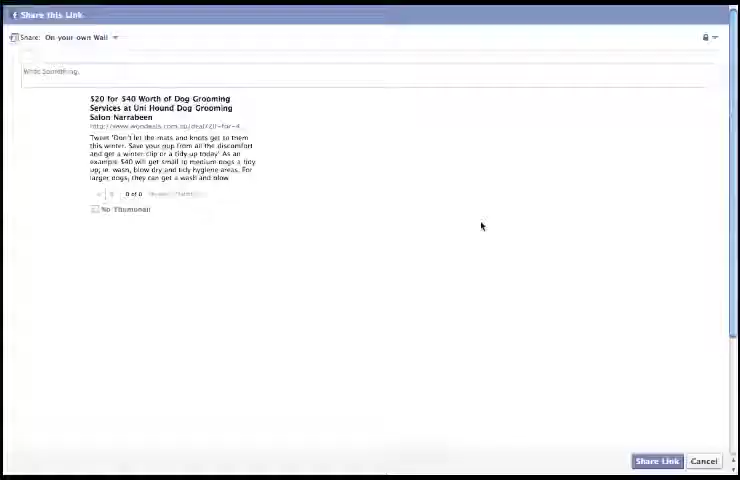 Share this Link
Share: On your own Wall
Write Something.
$20 for $40 Worth of Dog Grooming
Services at Uni Hound Dog Grooming
Salon Narrabeen
Tweet 'Don't let the mats and knots get to them
this winter. Save your pup from all the discomfort
and get a winter clip or a tidy up today' As an
example $40 will get small to medium dogs a tidy
up, ie. wash, blow dry and tidy hygiene areas. For
larger dogs, they can get a wash and blow
0 of 0
No Thumbnail
Share Link Cancel